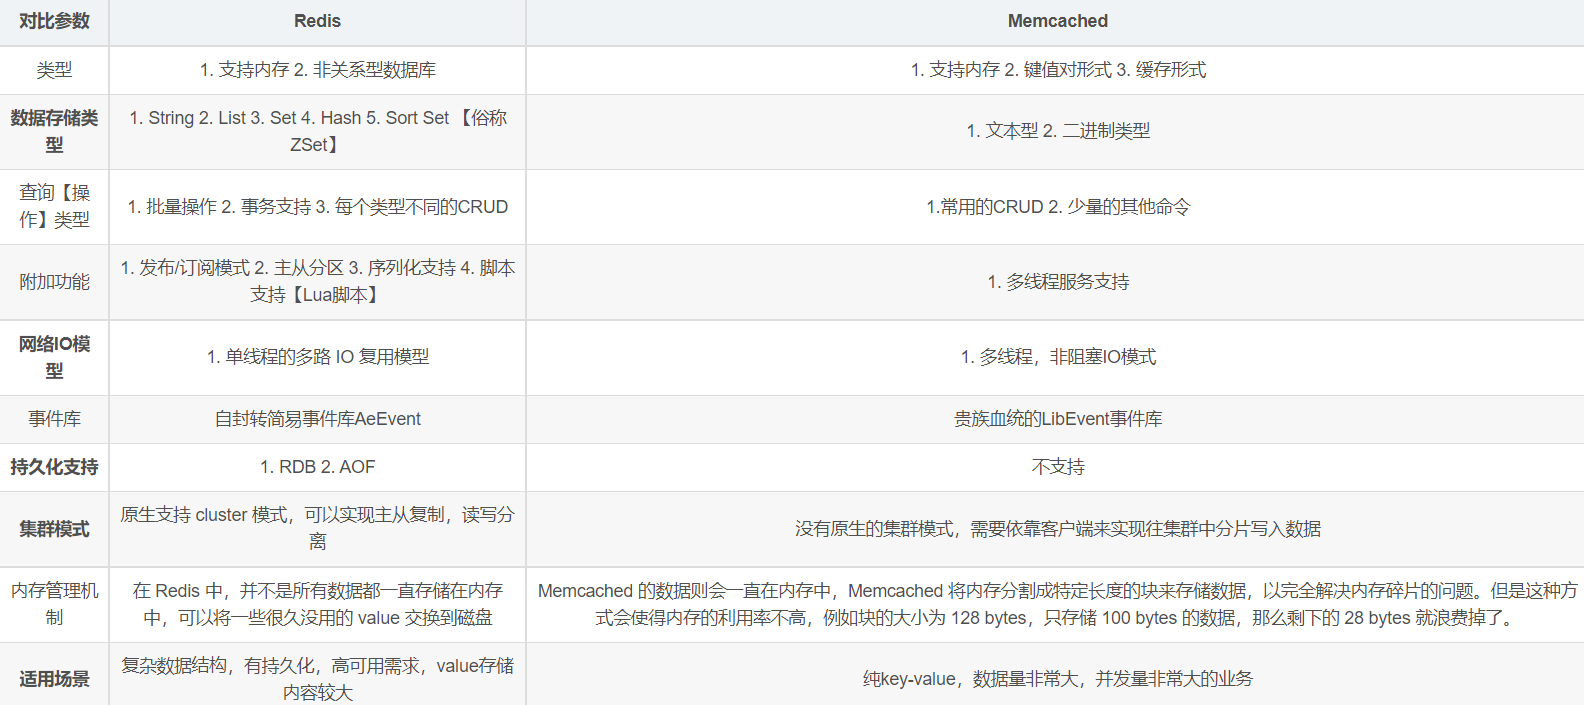 对比参数 Redis Memcached
类型 1. 支持内存 2. 非关系型数据库 1. 支持内存 2. 键值对形式 3. 缓存形式
数据存储类
型
1. String 2. List 3. Set 4. Hash 5. Sort Set 【俗称
ZSet】
1. 文本型 2. 二进制类型
查询【操
作】类型
1. 批量操作 2. 事务支持 3. 每个类型不同的CRUD
1.常用的CRUD 2. 少量的其他命令
附加功能
1. 发布/订阅模式 2. 主从分区 3. 序列化支持 4. 脚本
支持【Lua脚本】
1. 多线程服务支持
网络IO模
型
1. 单线程的多路 IO 复用模型
1. 多线程，非阻塞IO模式
事件库 自封转简易事件库AeEvent 贵族血统的LibEvent事件库
持久化支持 1. RDB 2. AOF 不支持
集群模式
原生支持 cluster 模式，可以实现主从复制，读写分
离
没有原生的集群模式，需要依靠客户端来实现往集群中分片写入数据
内存管理机
制
在 Redis 中，并不是所有数据都一直存储在内存
中，可以将一些很久没用的 value 交换到磁盘
Memcached 的数据则会一直在内存中，Memcached 将内存分割成特定长度的块来存储数据，以完全解决内存碎片的问题。但是这种方
式会使得内存的利用率不高，例如块的大小为 128 bytes，只存储 100 bytes 的数据，那么剩下的 28 bytes 就浪费掉了。
适用场景
复杂数据结构，有持久化，高可用需求，value存储
内容较大
纯key-value，数据量非常大，并发量非常大的业务